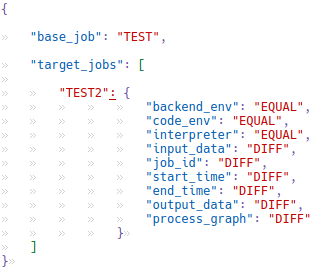 {
"base_job": "TEST",
"target_jobs": [
"TEST2": {
"backend_env": "EQUAL",
"code_env": "EQUAL",
"interpreter": "EQUAL",
"input_data": "DIFF",
"job_id": "DIFF",
"start_time": "DIFF",
"end_time": "DIFF",
"output_data": "DIFF",
"process_graph": "DIFF"
}
]
}